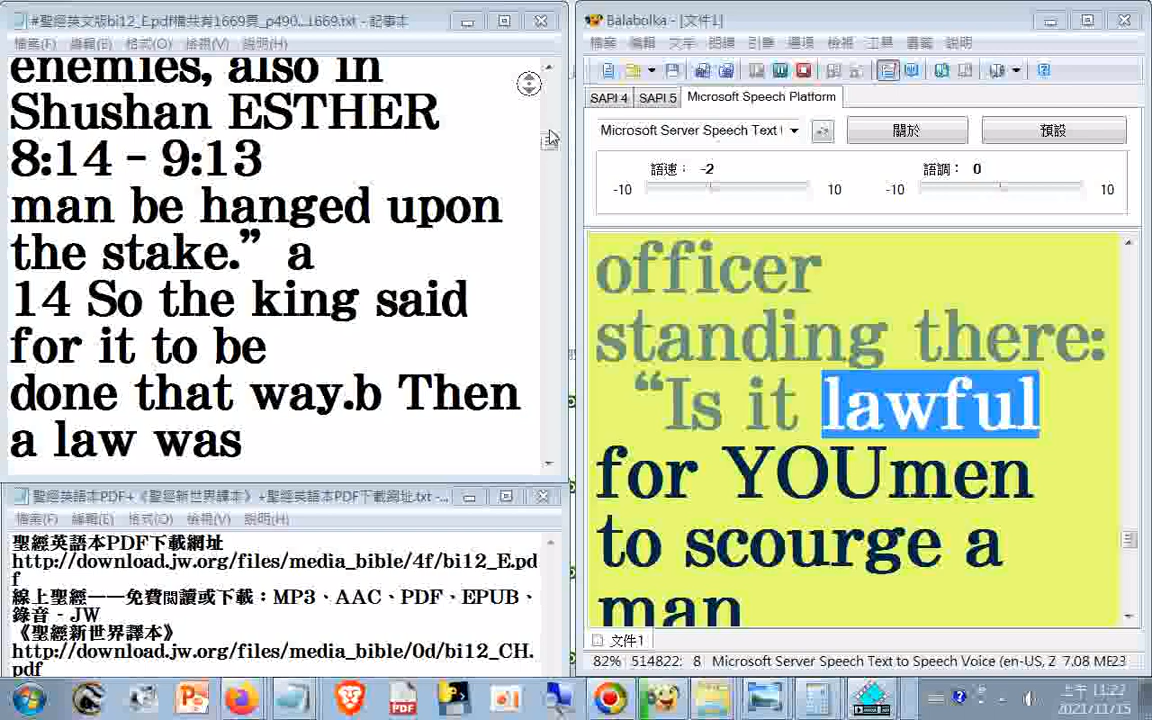 #聖經英文版bi12_E.pdf檔共有1669頁_p490...1669.txt - 記事本
檔案(F) 編輯(E) 格式(O) 檢視(V) 說明(H)
enemies, also in
Shushan ESTHER
8:14 – 9:13
man be hanged upon
the stake.” a
14 So the king said
for it to be
done that way.b Then
a law was
聖經英語本PDF+《聖經新世界譯本》+聖經英語本PDF下載網址.txt - ...
檔案(F) 編輯(E) 格式(O) 檢視(V) 說明(H)
聖經英語本PDF下載網址
http://download.jw.org/files/media_bible/4f/bi12_E.pd
f
線上聖經——免費閱讀或下載：MP3、AAC、PDF、EPUB、
錄音 - JW
《聖經新世界譯本》
http://download.jw.org/files/media_bible/0d/bi12_CH.
pdf
Balabolka - [文件1]
檔案 編輯 文字 朗讀 引擎 選項 檢視 工具 書籤 說明
SAPI 4 SAPI 5 Microsoft Speech Platform
Microsoft Server Speech Text 關於 預設
語速： -2 語調： 0
-10 10 -10 10
officer
standing there:
“Is it lawful
for YOUmen
to scourge a
man
文件1
82% 514822: 8 Microsoft Server Speech Text to Speech Voice (en-US, Z 7.08 ME23
PDF
上午 11:22
2021/11/15